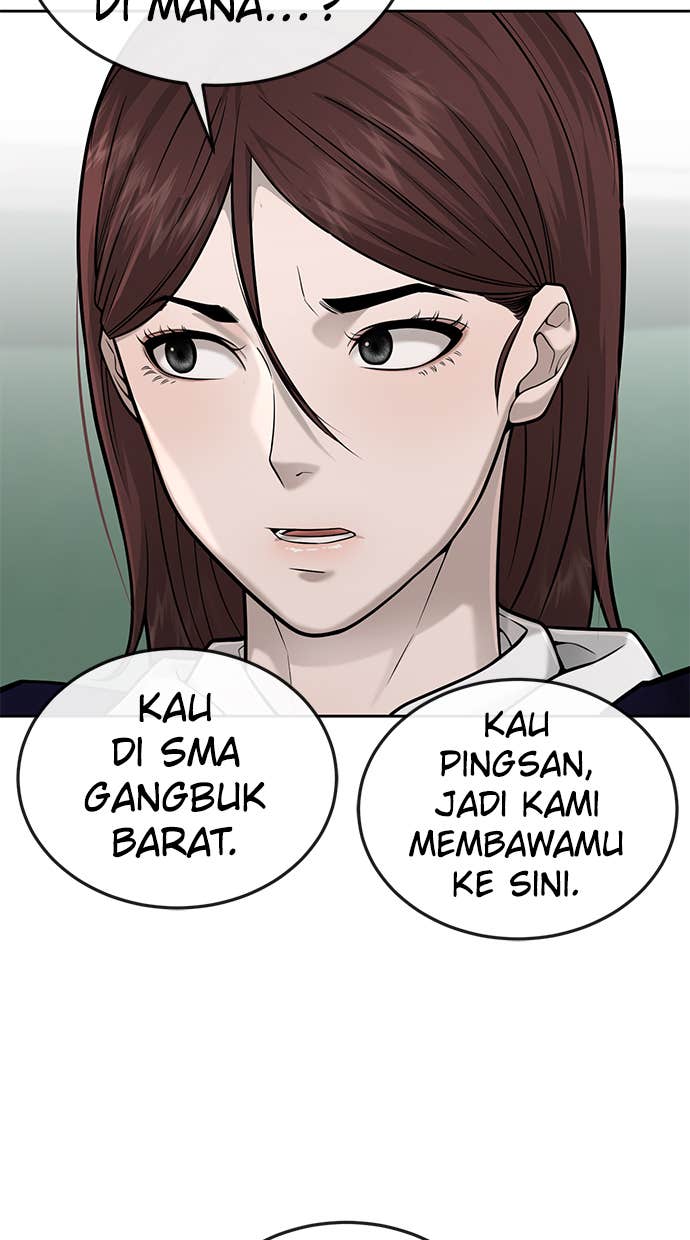 DI MANA...?
KAU
DI SMA
GANGBUK
BARAT.
KAU
PINGSAN,
JADI KAMI
MEMBAWAMU
KE SINI.